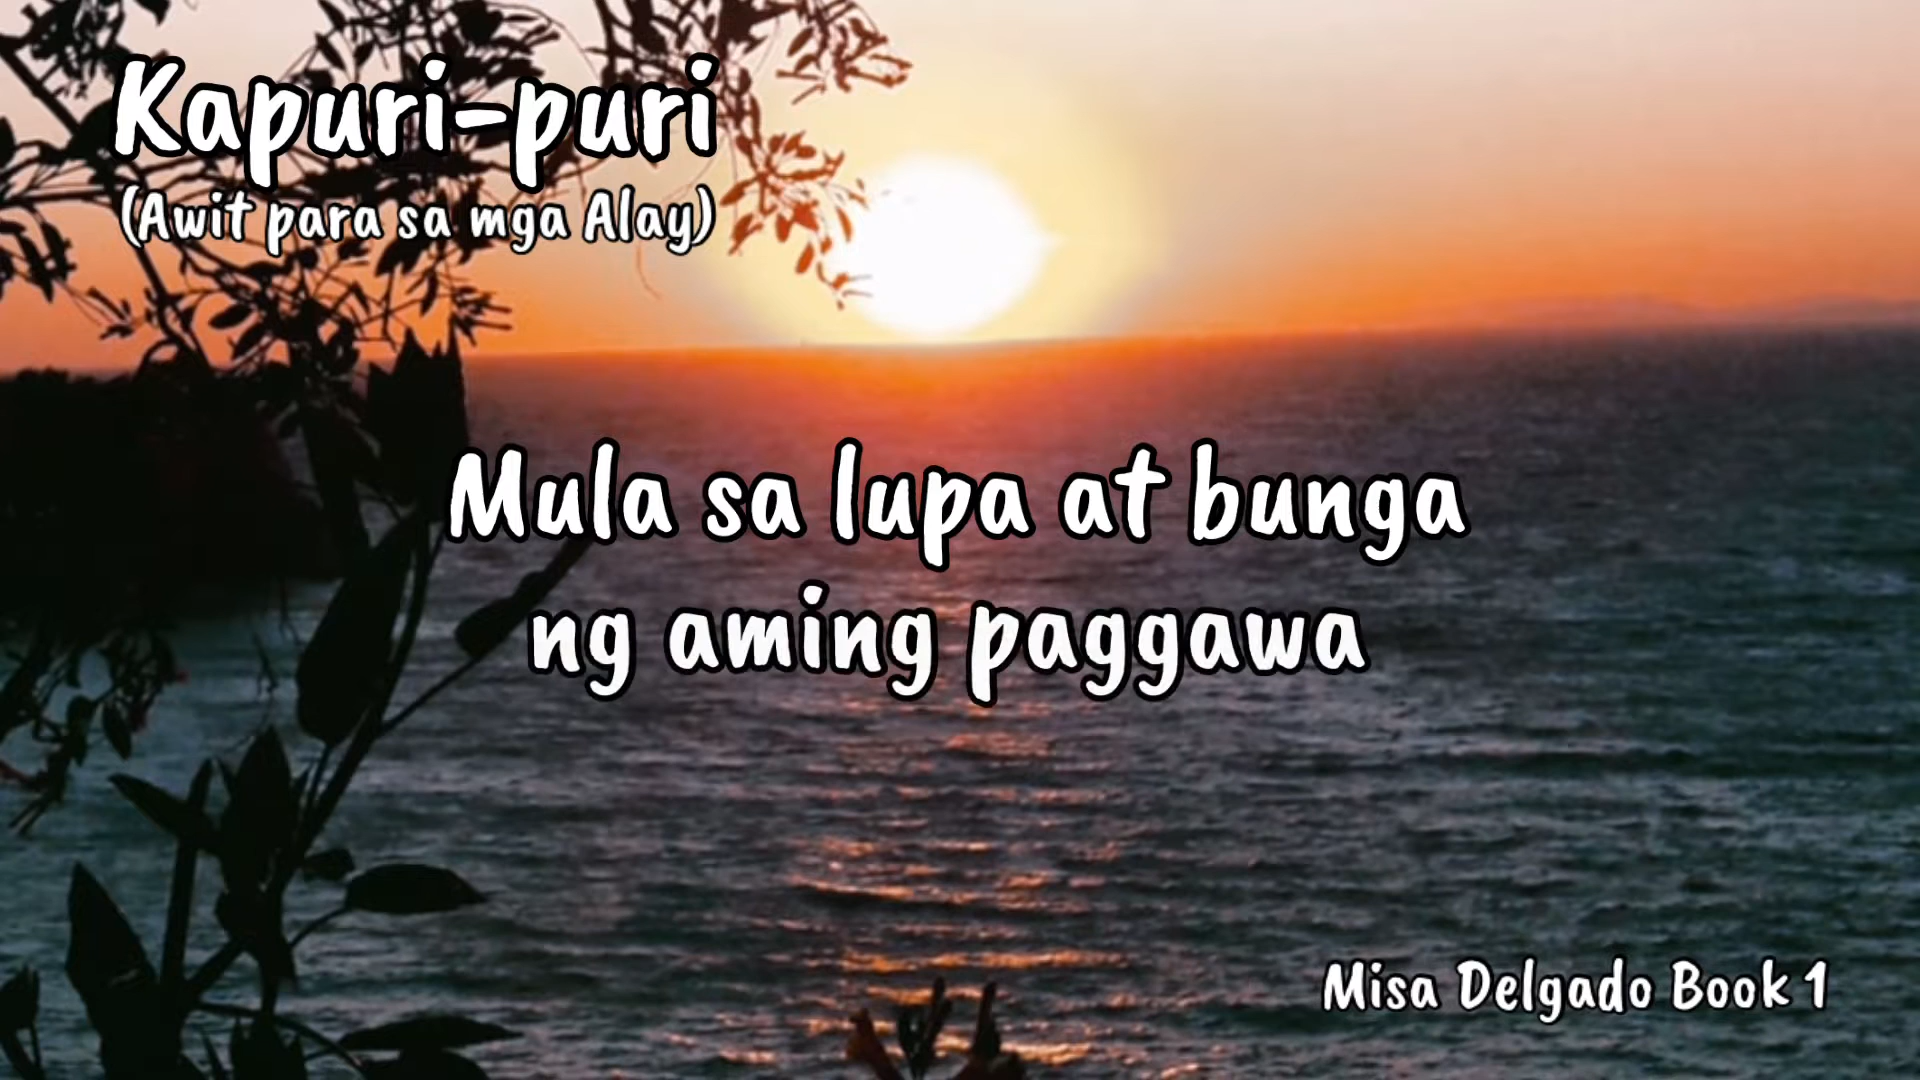 Kapuri-puri
(Awit para sa mga Alay)
Mula sa lupa at bunga
ng aming paggawa
Misa Delgado Book 1